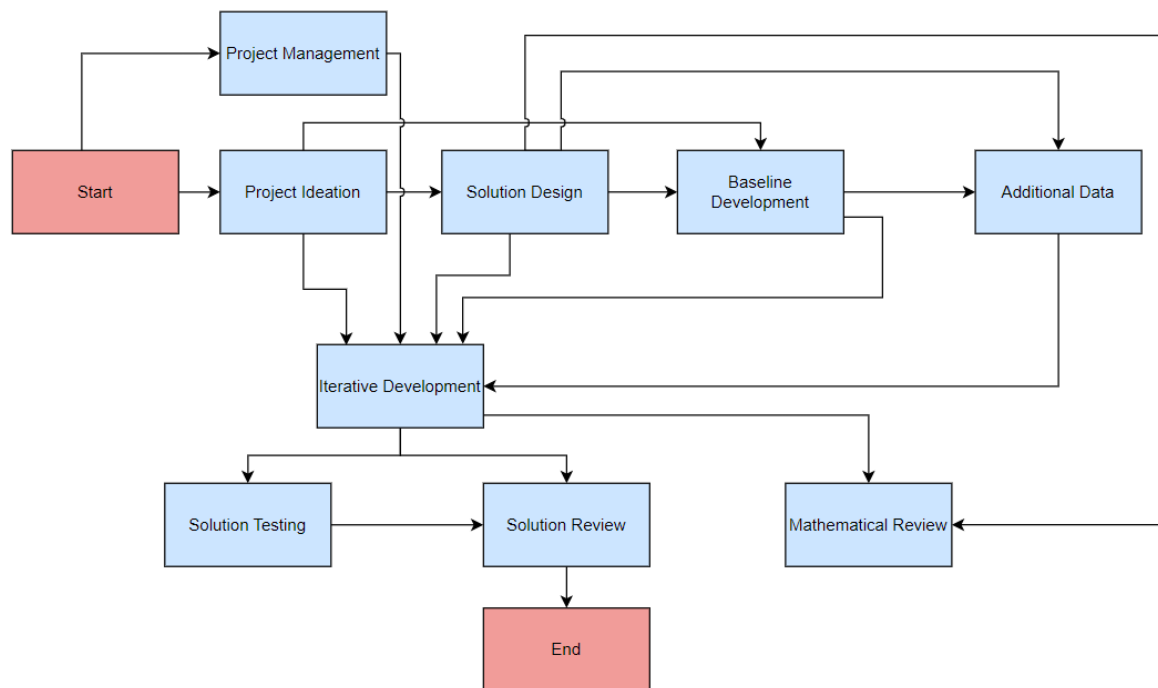 Project Management
Start
Project Ideation
Solution Design
Baseline
Development
Additional Data
Iterative Development
Solution Testing
Solution Review
Mathematical Review
End